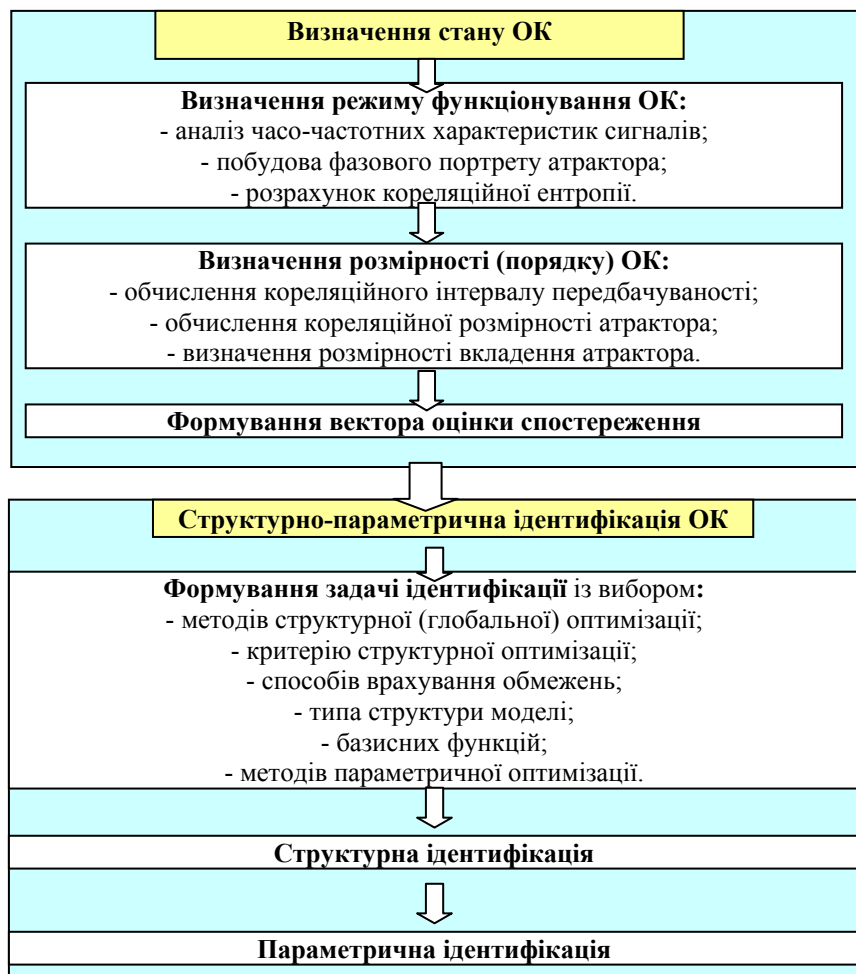 Визначення стану ОК
Визначення режиму функціонування ОК:
- аналіз часо-частотних характеристик сигналів;
- побудова фазового портрету атрактора;
- розрахунок кореляційної ентропії.
Визначення розмірності (порядку) ОК:
- обчислення кореляційного інтервалу передбачуваності;
- обчислення кореляційної розмірності атрактора;
- визначення розмірності вкладення атрактора.
Формування вектора оцінки спостереження
Структурно-параметрична ідентифікація ОК
Формування задачі ідентифікації із вибором:
- методів структурної (глобальної) оптимізації;
- критерію структурної оптимізації;
- способів врахування обмежень;
- типа структури моделі;
- базисних функцій;
- методів параметричної оптимізації.
Структурна ідентифікація
Параметрична ідентифікація